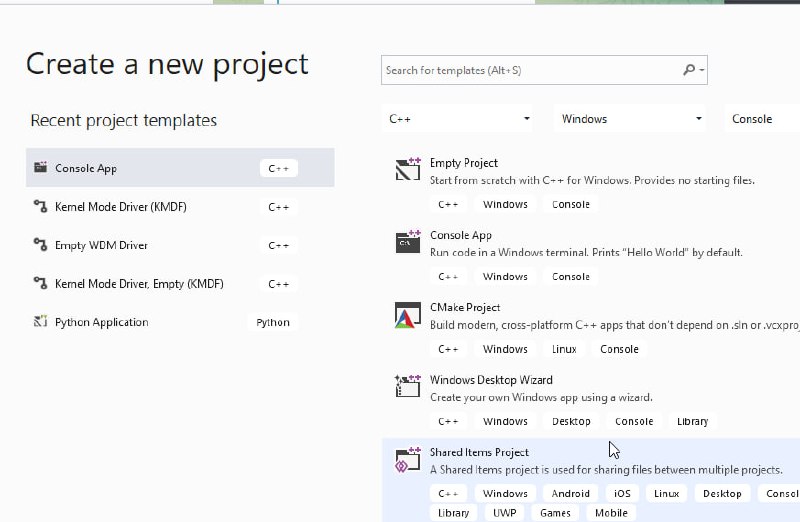 Create a new project
Recent project templates
Console App C++
Kernel Mode Driver (KMDF) C++
Empty WDM Driver C++
Kernel Mode Driver, Empty (KMDF) C++
Python Application Python
Search for templates (Alt+S)
C++ Windows Console
Empty Project
Start from scratch with C++ for Windows. Provides no starting files.
C++ Windows Console
Console App
Run code in a Windows terminal. Prints "Hello World" by default.
C++ Windows Console
CMake Project
Build modern, cross-platform C++ apps that don't depend on .sln or .vcxproj
C++ Windows Linux Console
Windows Desktop Wizard
Create your own Windows app using a wizard.
C++ Windows Desktop Console Library
Shared Items Project
A Shared Items project is used for sharing files between multiple projects.
C++ Windows Android iOS Linux Desktop Consol
Library UWP Games Mobile